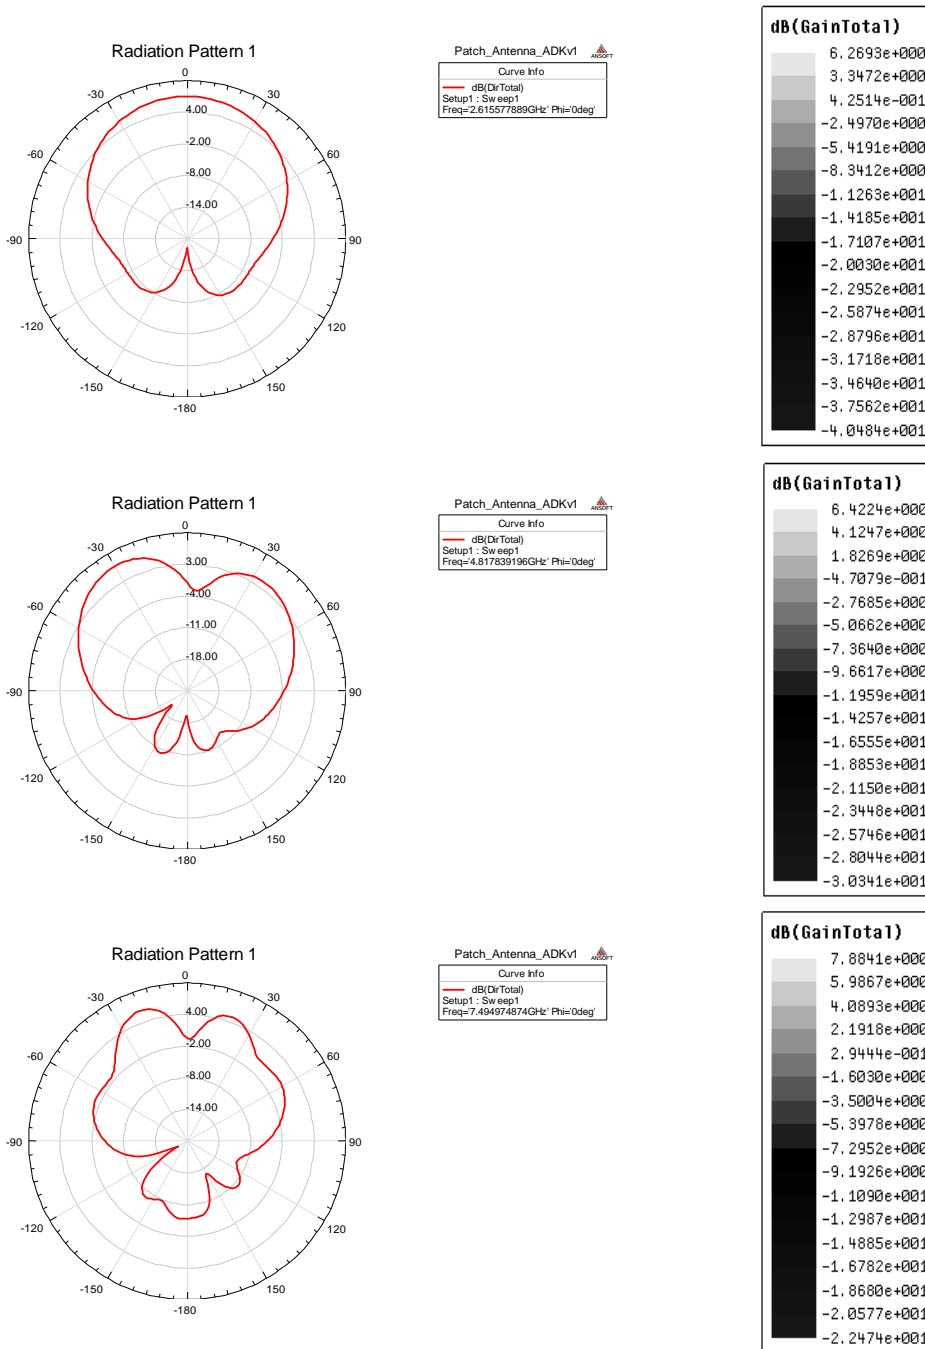 Radiation Pattern 1
Patch_Antenna_ADKv1
ANSOFT
Curve Info
dB(DirTotal)
Setup1 : Sweep1
Freq='2.615577889GHz' Phi='0deg'
0
-30
30
-60
60
-90
90
-120
120
-150
150
-180
4.00
-2.00
-8.00
-14.00
dB(GainTotal)
6.2693e+000
3.3472e+000
4.2514e-001
-2.4970e+000
-5.4191e+000
-8.3412e+000
-1.1263e+001
-1.4185e+001
-1.7107e+001
-2.0030e+001
-2.2952e+001
-2.5874e+001
-2.8796e+001
-3.1718e+001
-3.4640e+001
-3.7562e+001
-4.0484e+001
Radiation Pattern 1
Patch_Antenna_ADKv1
ANSOFT
Curve Info
dB(DirTotal)
Setup1 : Sweep1
Freq='4.817839196GHz' Phi='0deg'
0
-30
30
-60
60
-90
90
-120
120
-150
150
-180
3.00
-4.00
-11.00
-18.00
dB(GainTotal)
6.4224e+000
4.1247e+000
1.8269e+000
-4.7079e-001
-2.7685e+000
-5.0662e+000
-7.3640e+000
-9.6617e+000
-1.1959e+001
-1.4257e+001
-1.6555e+001
-1.8853e+001
-2.1150e+001
-2.3448e+001
-2.5746e+001
-2.8044e+001
-3.0341e+001
Radiation Pattern 1
Patch_Antenna_ADKv1
ANSOFT
Curve Info
dB(DirTotal)
Setup1 : Sweep1
Freq='7.494974874GHz' Phi='0deg'
0
-30
30
-60
60
-90
90
-120
120
-150
150
-180
4.00
-2.00
-8.00
-14.00
dB(GainTotal)
7.8841e+000
5.9867e+000
4.0893e+000
2.1918e+000
2.9444e-001
-1.6030e+000
-3.5004e+000
-5.3978e+000
-7.2952e+000
-9.1926e+000
-1.1090e+001
-1.2987e+001
-1.4885e+001
-1.6782e+001
-1.8680e+001
-2.0577e+001
-2.2474e+001